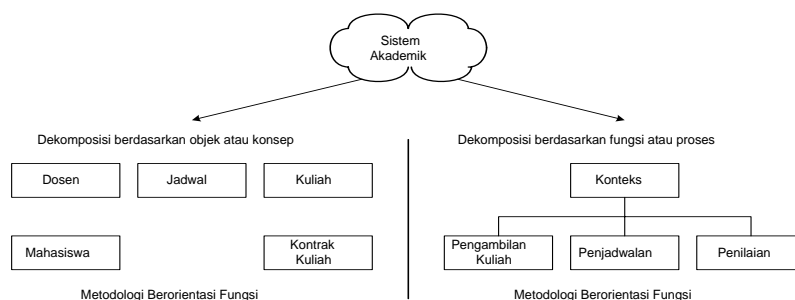 Sistem
Akademik
Dekomposisi berdasarkan objek atau konsep
Dosen
Jadwal
Kuliah
Mahasiswa
Kontrak
Kuliah
Metodologi Berorientasi Fungsi
Dekomposisi berdasarkan fungsi atau proses
Konteks
Pengambilan
Kuliah
Penjadwalan
Penilaian
Metodologi Berorientasi Fungsi